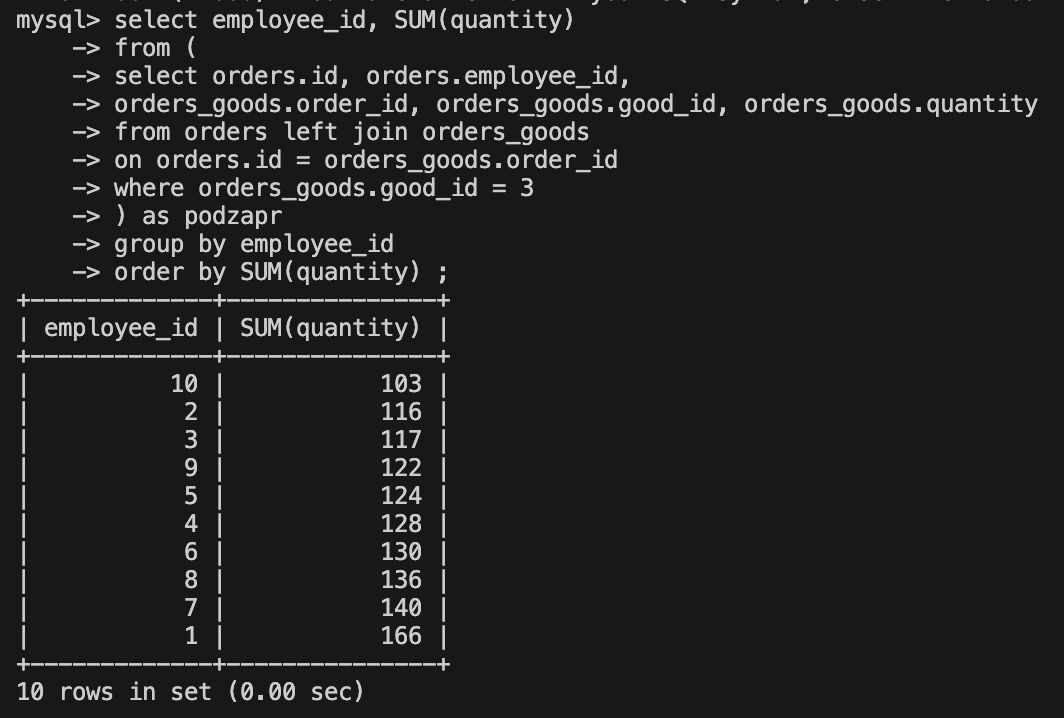 mysql> select employee_id, SUM(quantity)
    -> from (
    -> select orders.id, orders.employee_id,
    -> orders_goods.order_id, orders_goods.good_id, orders_goods.quantity
    -> from orders left join orders_goods
    -> on orders.id = orders_goods.order_id
    -> where orders_goods.good_id = 3
    -> ) as podzapr
    -> group by employee_id
    -> order by SUM(quantity) ;
+-------------+---------------+
| employee_id | SUM(quantity) |
+-------------+---------------+
|          10 |           103 |
|           2 |           116 |
|           3 |           117 |
|           9 |           122 |
|           5 |           124 |
|           4 |           128 |
|           6 |           130 |
|           8 |           136 |
|           7 |           140 |
|           1 |           166 |
+-------------+---------------+
10 rows in set (0.00 sec)